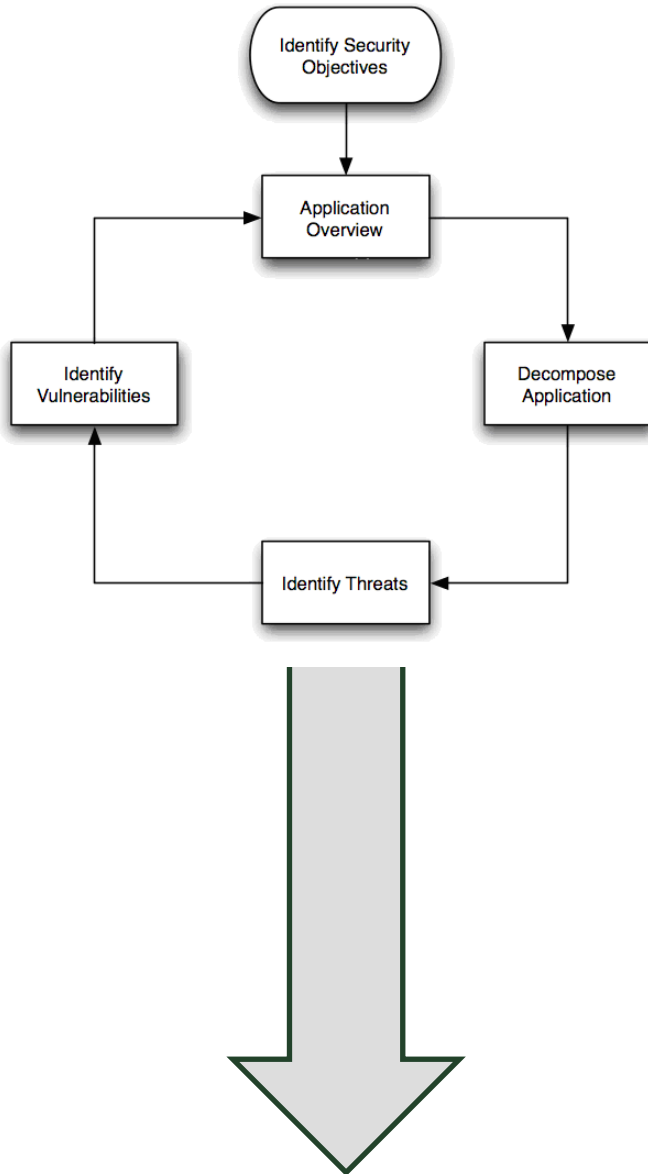 Identify Security
Objectives
Application
Overview
Identify
Vulnerabilities
Decompose
Application
Identify Threats